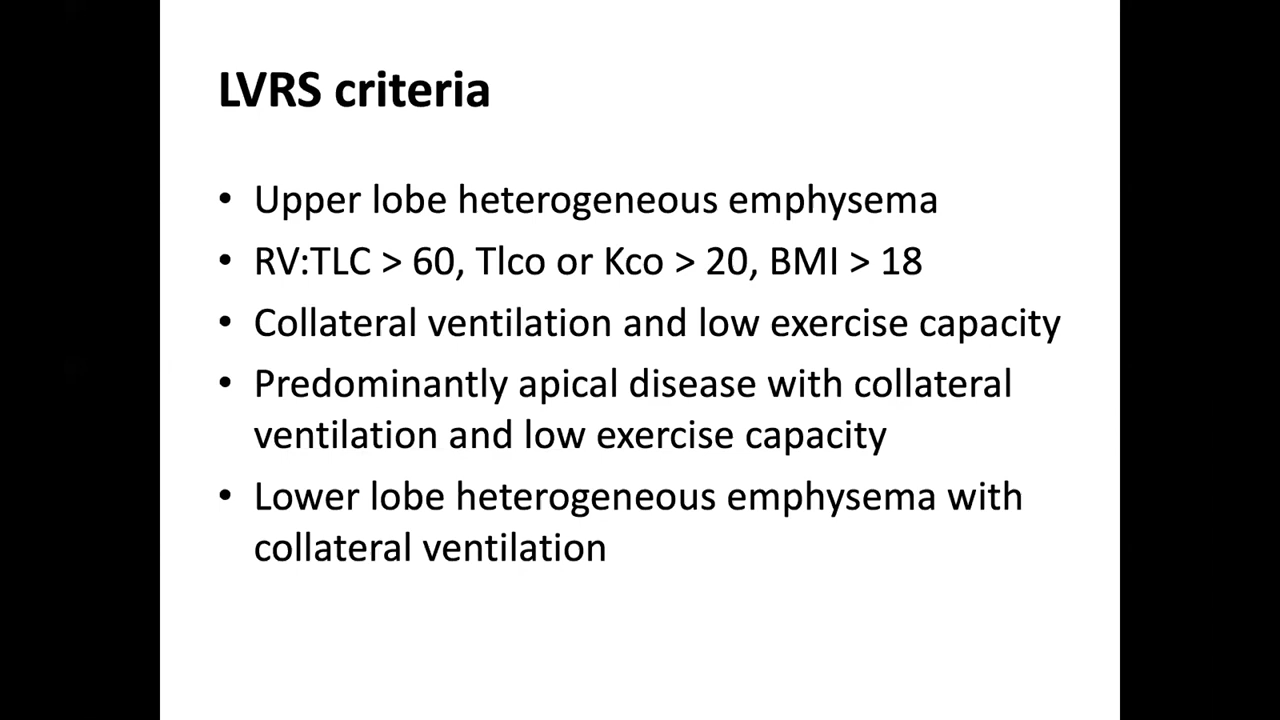 LVRS criteria
• Upper lobe heterogeneous emphysema
• RV:TLC > 60, Tlco or Kco > 20, BMI > 18
• Collateral ventilation and low exercise capacity
• Predominantly apical disease with collateral
ventilation and low exercise capacity
• Lower lobe heterogeneous emphysema with
collateral ventilation